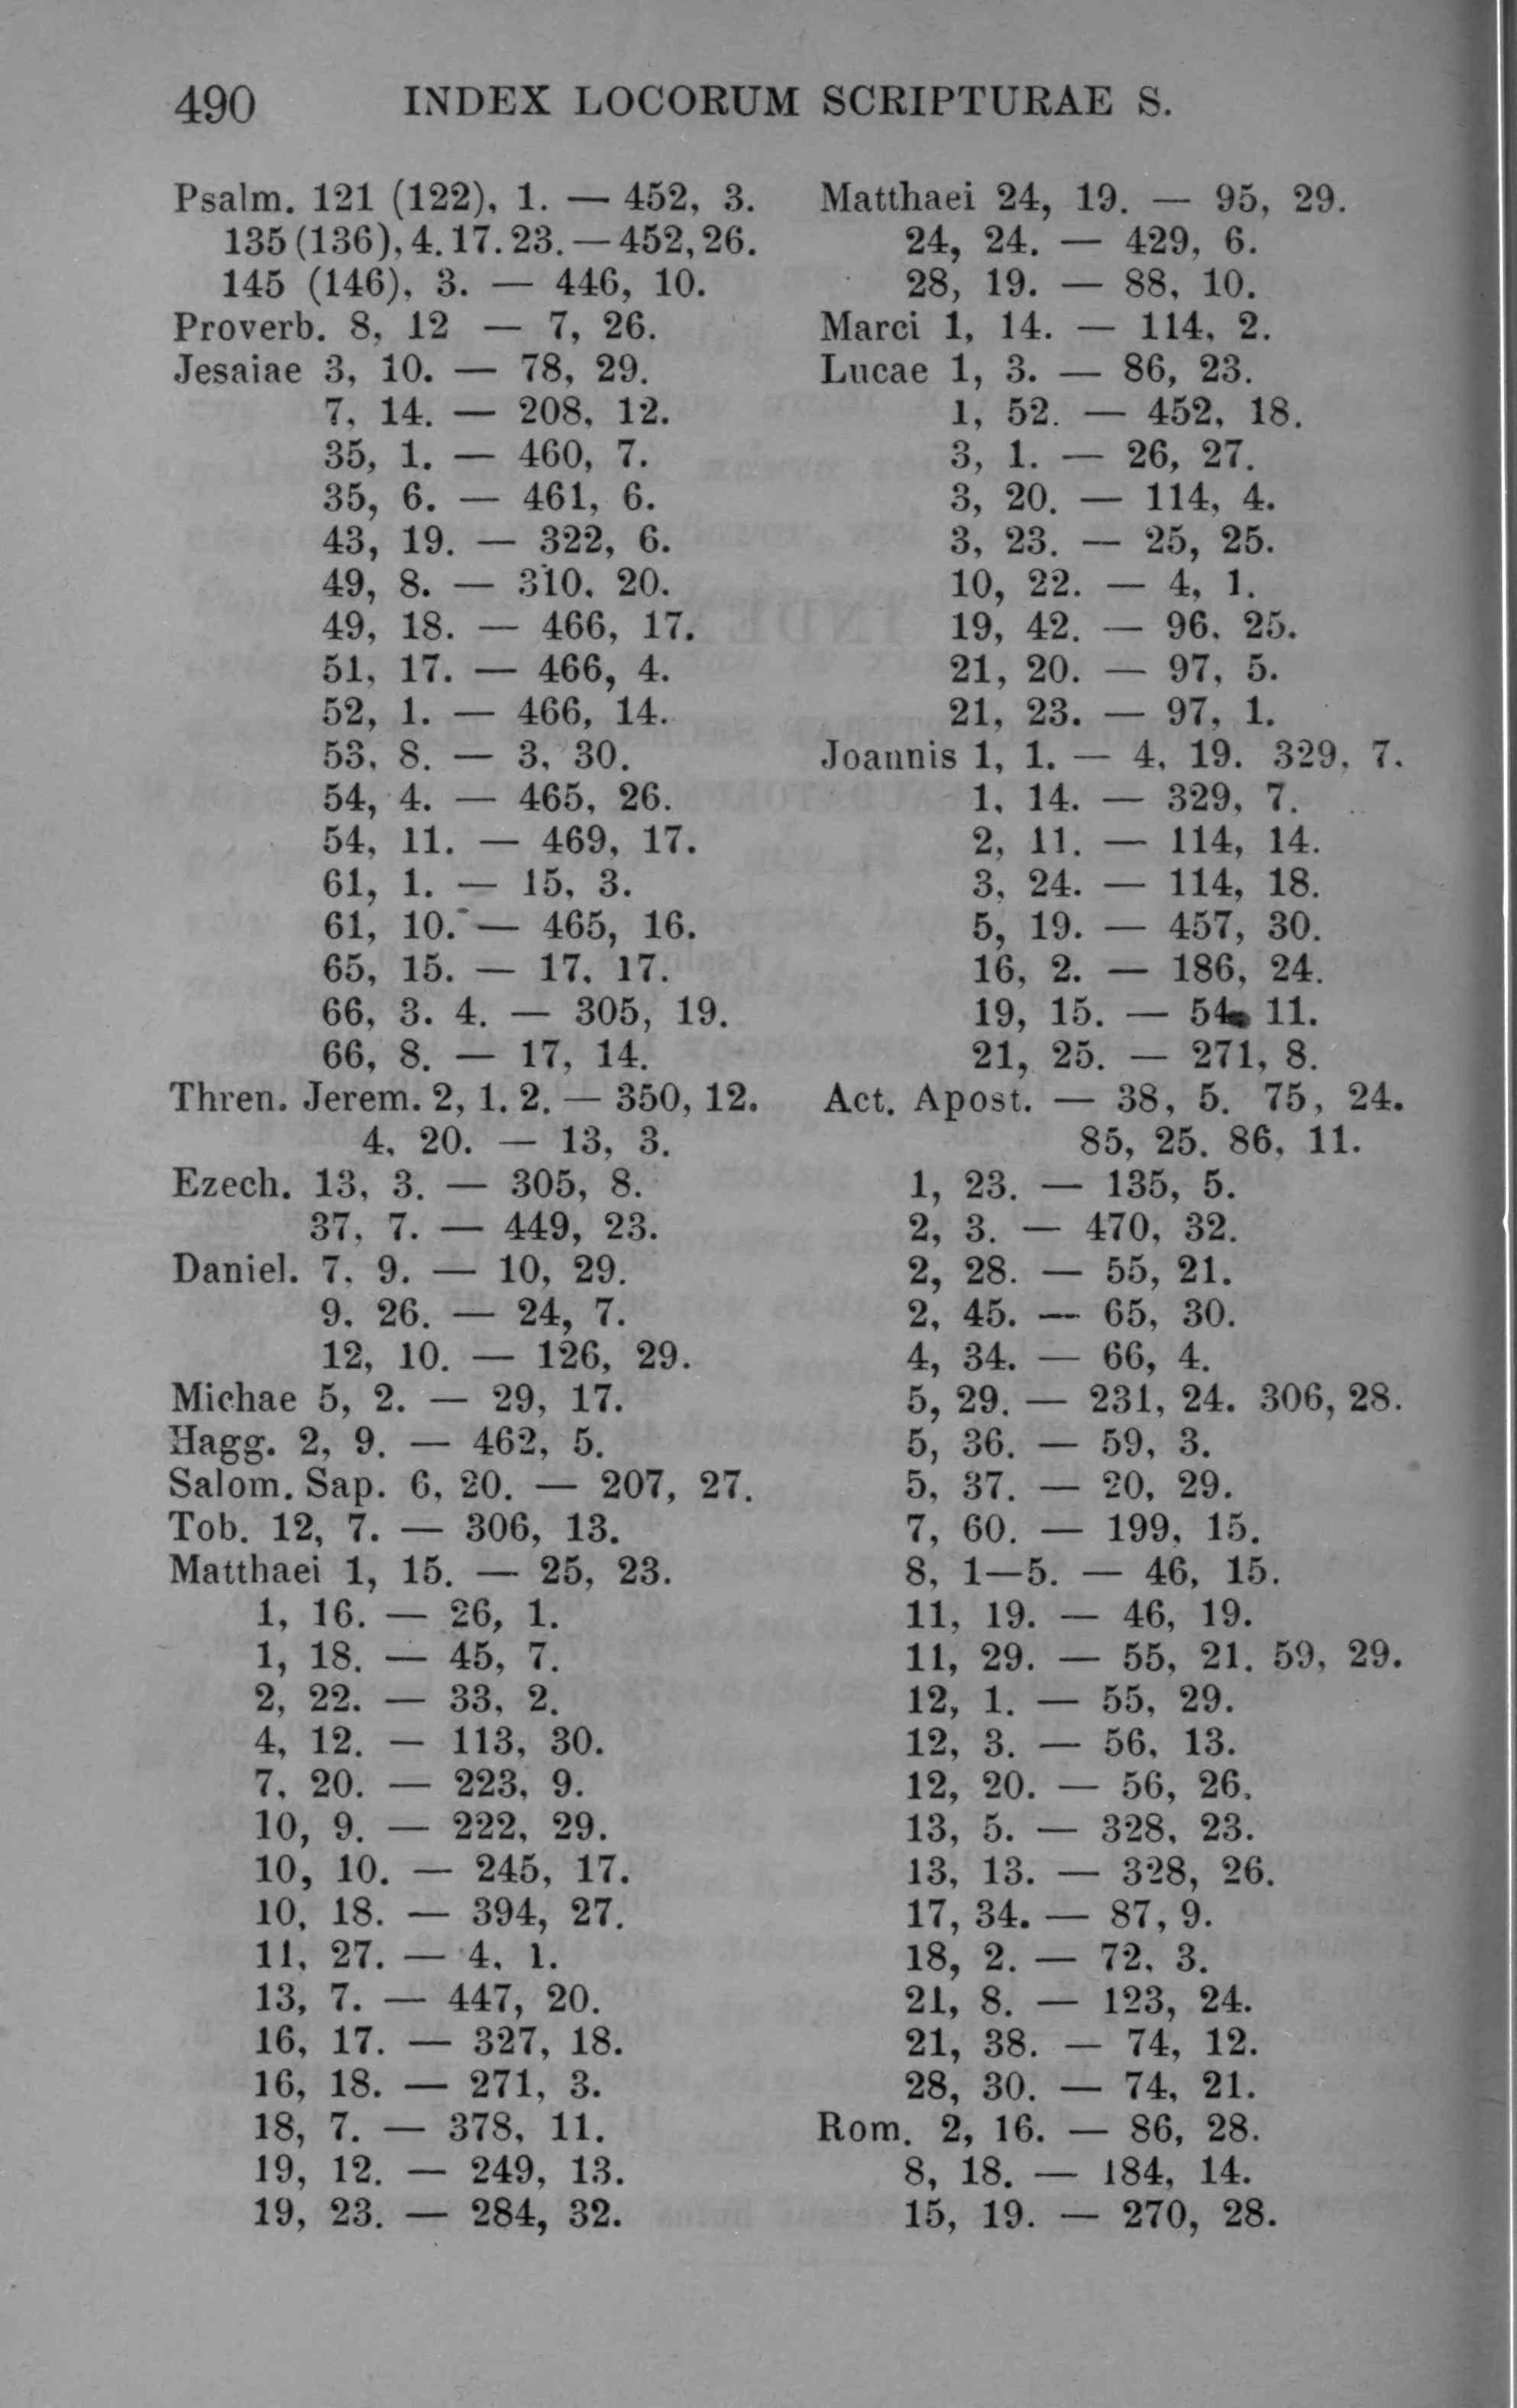 490 INDEX LOCORUM SCRIPTURAE S.
Psalm. 121 (122), 1. — 452, 3.
135 (136), 4. 17. 23. — 452, 26.
145 (146), 3. — 446, 10.
Proverb. 8, 12 — 7, 26.
Jesaiae 3, 10. — 78, 29.
7, 14. — 208, 12.
35, 1. — 460, 7.
35, 6. — 461, 6.
43, 19. — 322, 6.
49, 8. — 310, 20.
49, 18. — 466, 17.
51, 17. — 466, 4.
52, 1. — 466, 14.
53, 8. — 3, 30.
54, 4. — 465, 26.
54, 11. — 469, 17.
61, 1. — 15, 3.
61, 10. — 465, 16.
65, 15. — 17, 17.
66, 3. 4. — 305, 19.
66, 8. — 17, 14.
Thren. Jerem. 2, 1. 2. — 350, 12.
4, 20. — 13, 3.
Ezech. 13, 3. — 305, 8.
37, 7. — 449, 23.
Daniel. 7, 9. — 10, 29.
9, 26. — 24, 7.
12, 10. — 126, 29.
Michae 5, 2. — 29, 17.
Hagg. 2, 9. — 462, 5.
Salom. Sap. 6, 20. — 207, 27.
Tob. 12, 7. — 306, 13.
Matthaei 1, 15. — 25, 23.
1, 16. — 26, 1.
1, 18. — 45, 7.
2, 22. — 33, 2.
4, 12. — 113, 30.
7, 20. — 223, 9.
10, 9. — 222, 29.
10, 10. — 245, 17.
10, 18. — 394, 27.
11, 27. — 4, 1.
13, 7. — 447, 20.
16, 17. — 327, 18.
16, 18. — 271, 3.
18, 7. — 378, 11.
19, 12. — 249, 13.
19, 23. — 284, 32.
Matthaei 24, 19. — 95, 29.
24, 24. — 429, 6.
28, 19. — 88, 10.
Marci 1, 14. — 114, 2.
Lucae 1, 3. — 86, 23.
1, 52. — 452, 18.
3, 1. — 26, 27.
3, 20. — 114, 4.
3, 23. — 25, 25.
10, 22. — 4, 1.
19, 42. — 96, 25.
21, 20. — 97, 5.
21, 23. — 97, 1.
Joannis 1, 1. — 4, 19. 329, 7.
1, 14. — 329, 7.
2, 11. — 114, 14.
3, 24. — 114, 18.
5, 19. — 457, 30.
16, 2. — 186, 24.
19, 15. — 54, 11.
21, 25. — 271, 8.
Act. Apost. — 38, 5. 75, 24.
85, 25. 86, 11.
1, 23. — 135, 5.
2, 3. — 470, 32.
2, 28. — 55, 21.
2, 45. — 65, 30.
4, 34. — 66, 4.
5, 29. — 231, 24. 306, 28.
5, 36. — 59, 3.
5, 37. — 20, 29.
7, 60. — 199, 15.
8, 1—5. — 46, 15.
11, 19. — 46, 19.
11, 29. — 55, 21. 59, 29.
12, 1. — 55, 29.
12, 3. — 56, 13.
12, 20. — 56, 26.
13, 5. — 328, 23.
13, 13. — 328, 26.
17, 34. — 87, 9.
18, 2. — 72, 3.
21, 8. — 123, 24.
21, 38. — 74, 12.
28, 30. — 74, 21.
Rom. 2, 16. — 86, 28.
8, 18. — 184, 14.
15, 19. — 270, 28.